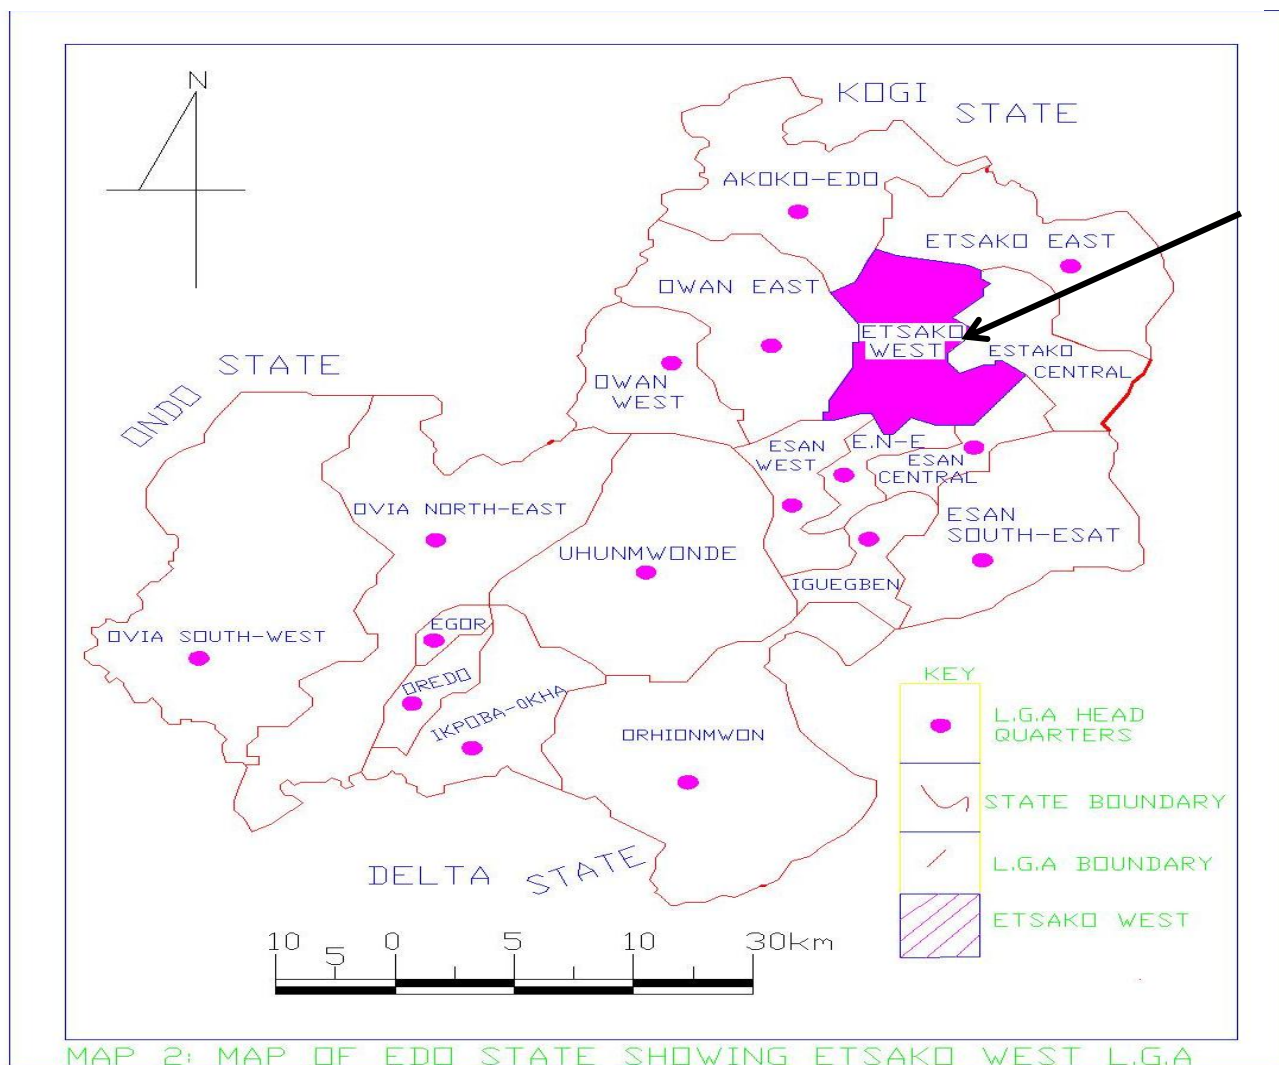 N
KOGI
STATE
AKOKO-EDO
ETSAKO EAST
OWAN EAST
ETSAKO
WEST
ESTAKO
CENTRAL
STATE
ONDO
OWAN
WEST
ESAN
WEST
E.N-E
ESAN
CENTRAL
OVIA NORTH-EAST
ESAN
SOUTH-ESAT
UHUNMWONDE
IGUEGBEN
EGOR
OVIA SOUTH-WEST
OREDO
IKPOBA-OKHA
ORHIONMWON
KEY
L.G.A HEAD
QUARTERS
STATE BOUNDARY
L.G.A BOUNDARY
ETSAKO WEST
DELTA STATE
10 5 0 5 10 30km
MAP 2: MAP OF EDO STATE SHOWING ETSAKO WEST L.G.A